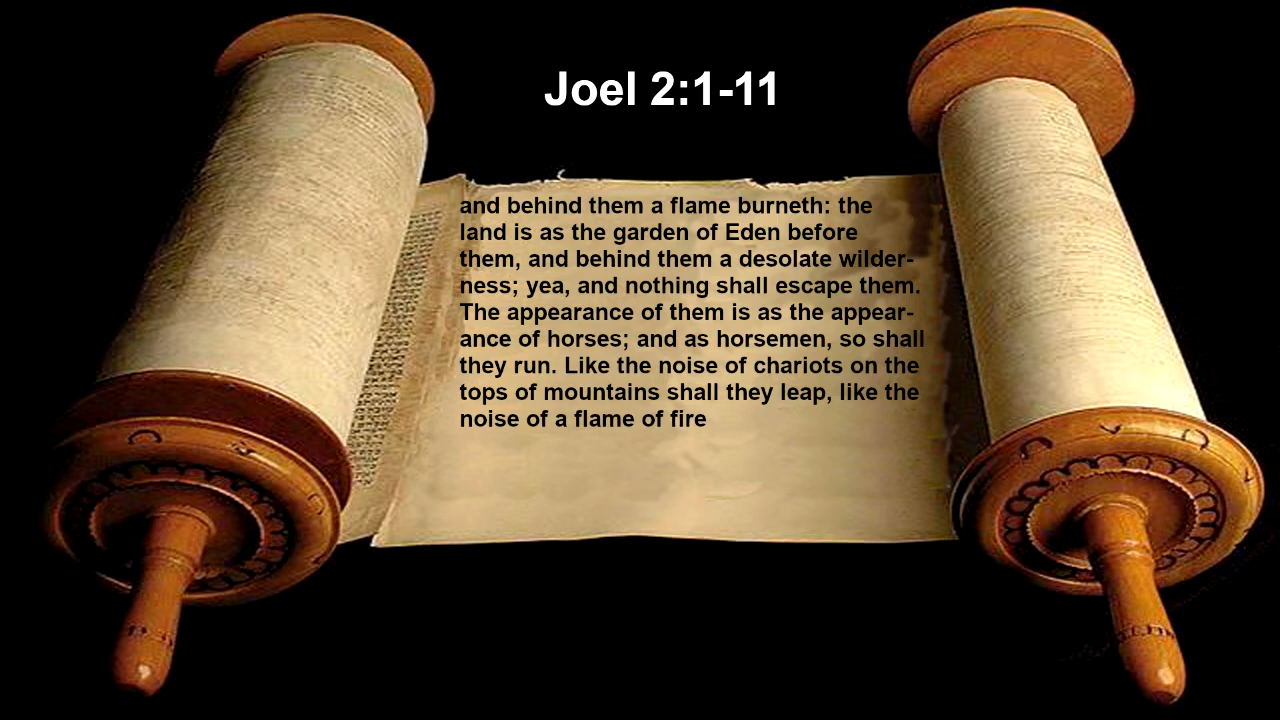 Joel 2:1-11
and behind them a flame burneth: the
land is as the garden of Eden before
them, and behind them a desolate wilder-
ness; yea, and nothing shall escape them.
The appearance of them is as the appear-
ance of horses; and as horsemen, so shall
they run. Like the noise of chariots on the
tops of mountains shall they leap, like the
noise of a flame of fire